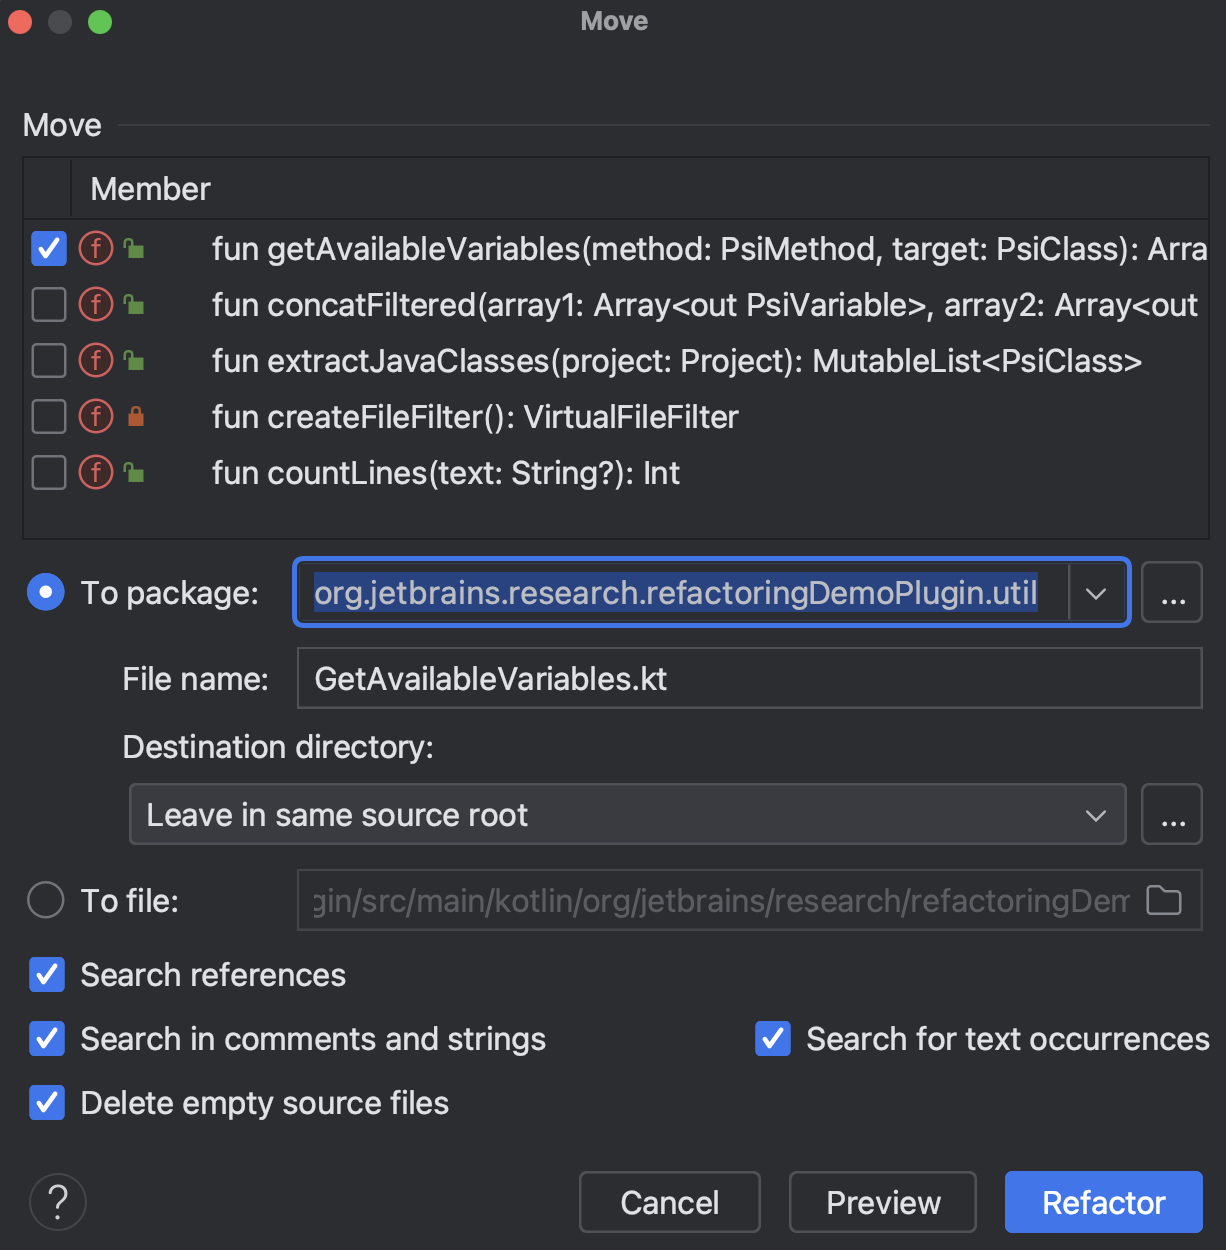 Move
Move
Member
f fun getAvailableVariables(method: PsiMethod, target: PsiClass): Arra
f fun concatFiltered(array1: Array<out PsiVariable>, array2: Array<out
f fun extractJavaClasses(project: Project): MutableList<PsiClass>
f fun createFileFilter(): VirtualFileFilter
f fun countLines(text: String?): Int
To package: org.jetbrains.research.refactoringDemoPlugin.util ...
File name: GetAvailableVariables.kt
Destination directory:
Leave in same source root ...
To file: gin/src/main/kotlin/org/jetbrains/research/refactoringDem
Search references
Search in comments and strings Search for text occurrences
Delete empty source files
? Cancel Preview Refactor